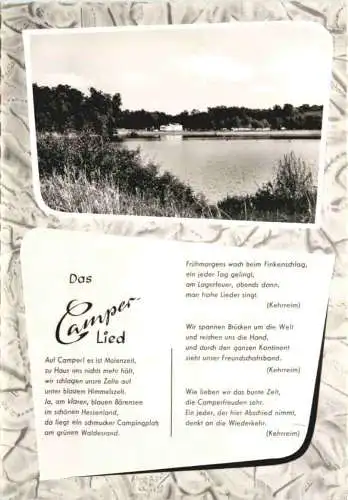 Das
Camper-
Lied
Auf Camper! es ist Maienzeit,
zu Haus uns nichts mehr hält,
wir schlagen unsre Zelte auf
unter blauem Himmelszelt.
Ja, am klaren, blauen Bärensee
im schönen Hessenland,
da liegt ein schmucker Campingplatz
am grünen Waldesrand.
Frühmorgens wach beim Finkenschlag,
ein jeder Tag gelingt,
am Lagerfeuer, abends dann,
man frohe Lieder singt.
(Kehrreim)
Wir spannen Brücken um die Welt
und reichen uns die Hand,
und durch den ganzen Kontinent
zieht unser Freundschaftsband.
(Kehrreim)
Wie lieben wir das bunte Zelt,
die Camperfreuden sehr.
Ein jeder, der hier Abschied nimmt,
denkt an die Wiederkehr.
(Kehrreim)